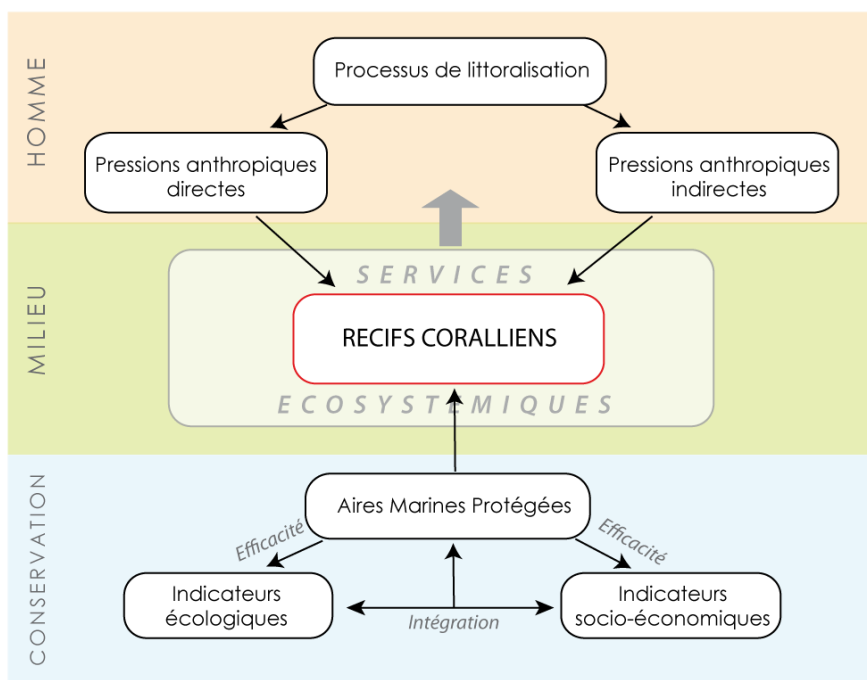 HOMME
Processus de littoralisation
Pressions anthropiques
directes
Pressions anthropiques
indirectes
MILIEU
SERVICES
RECIFS CORALLIENS
ECOSYSTEMIQUES
CONSERVATION
Aires Marines Protégées
Efficacité
Efficacité
Indicateurs
écologiques
Intégration
Indicateurs
socio-économiques